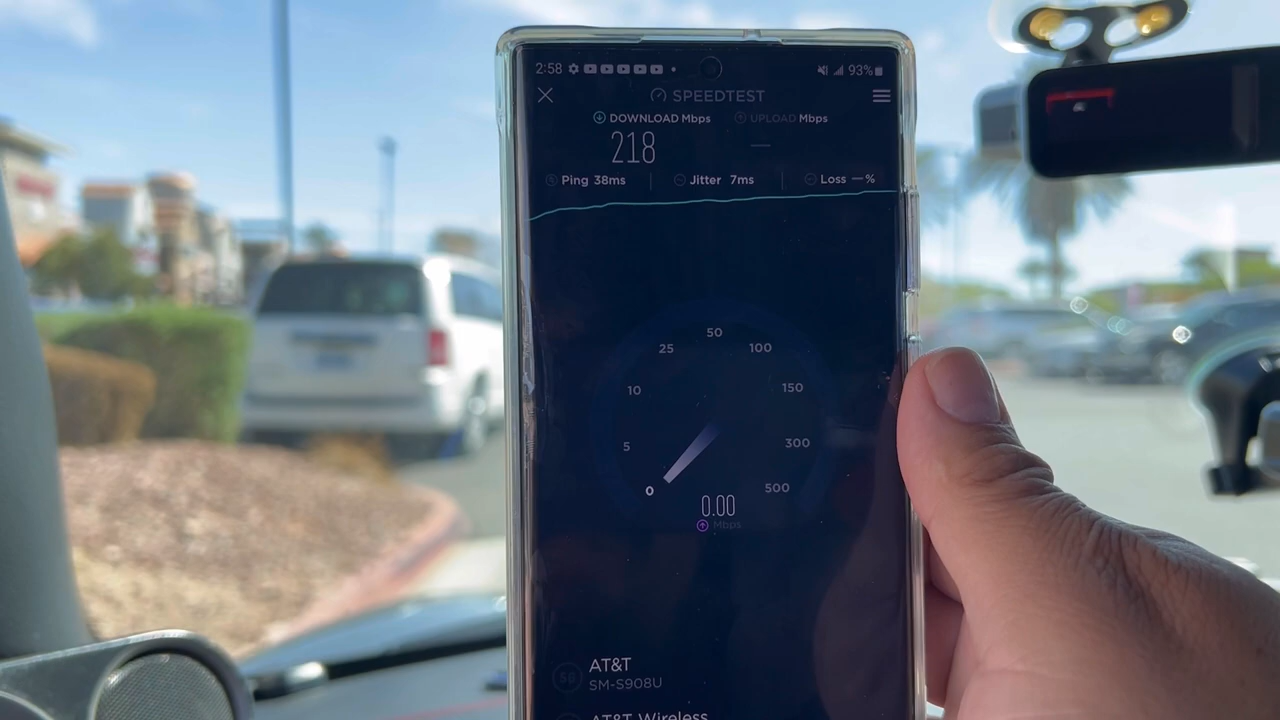 2:58 93%
SPEEDTEST
DOWNLOAD Mbps UPLOAD Mbps
218 —
Ping 38ms Jitter 7ms Loss —%
50
25 100
10 150
5 300
0 500
0.00
Mbps
AT&T
5G SM-S908U
AT&T Wireless